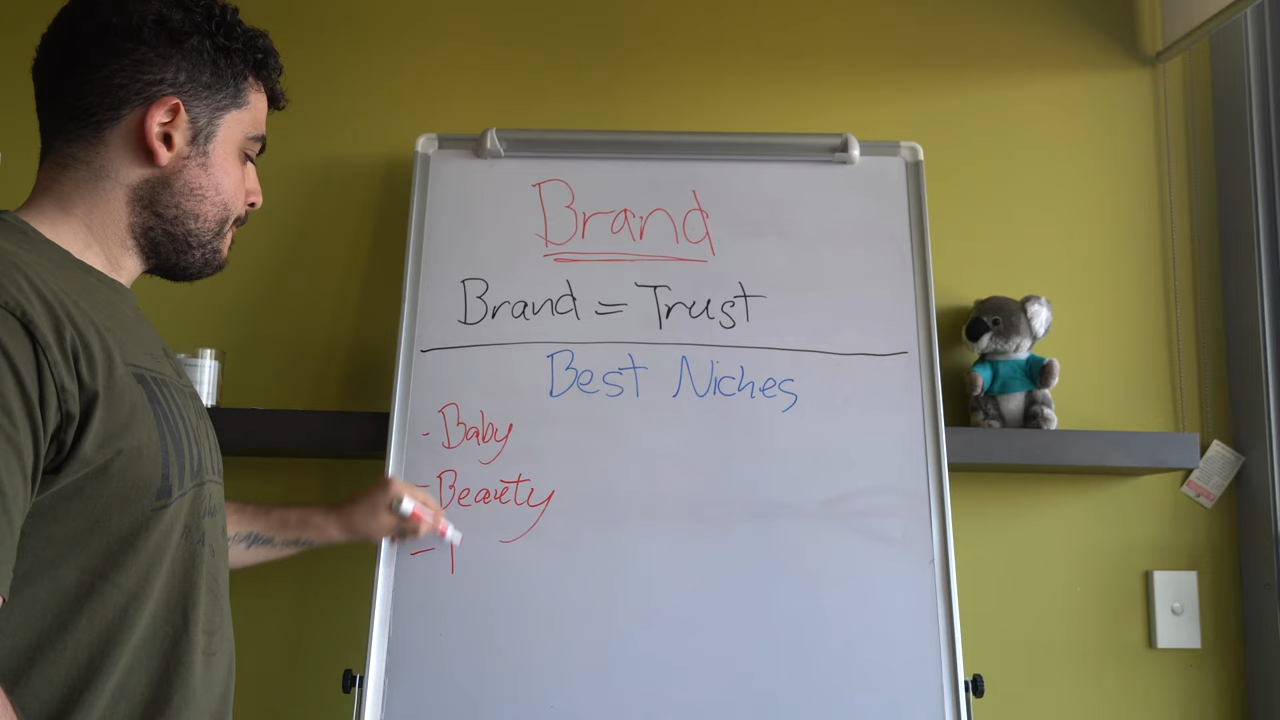 Brand
Brand = Trust
Best Niches
- Baby
- Beauty
-